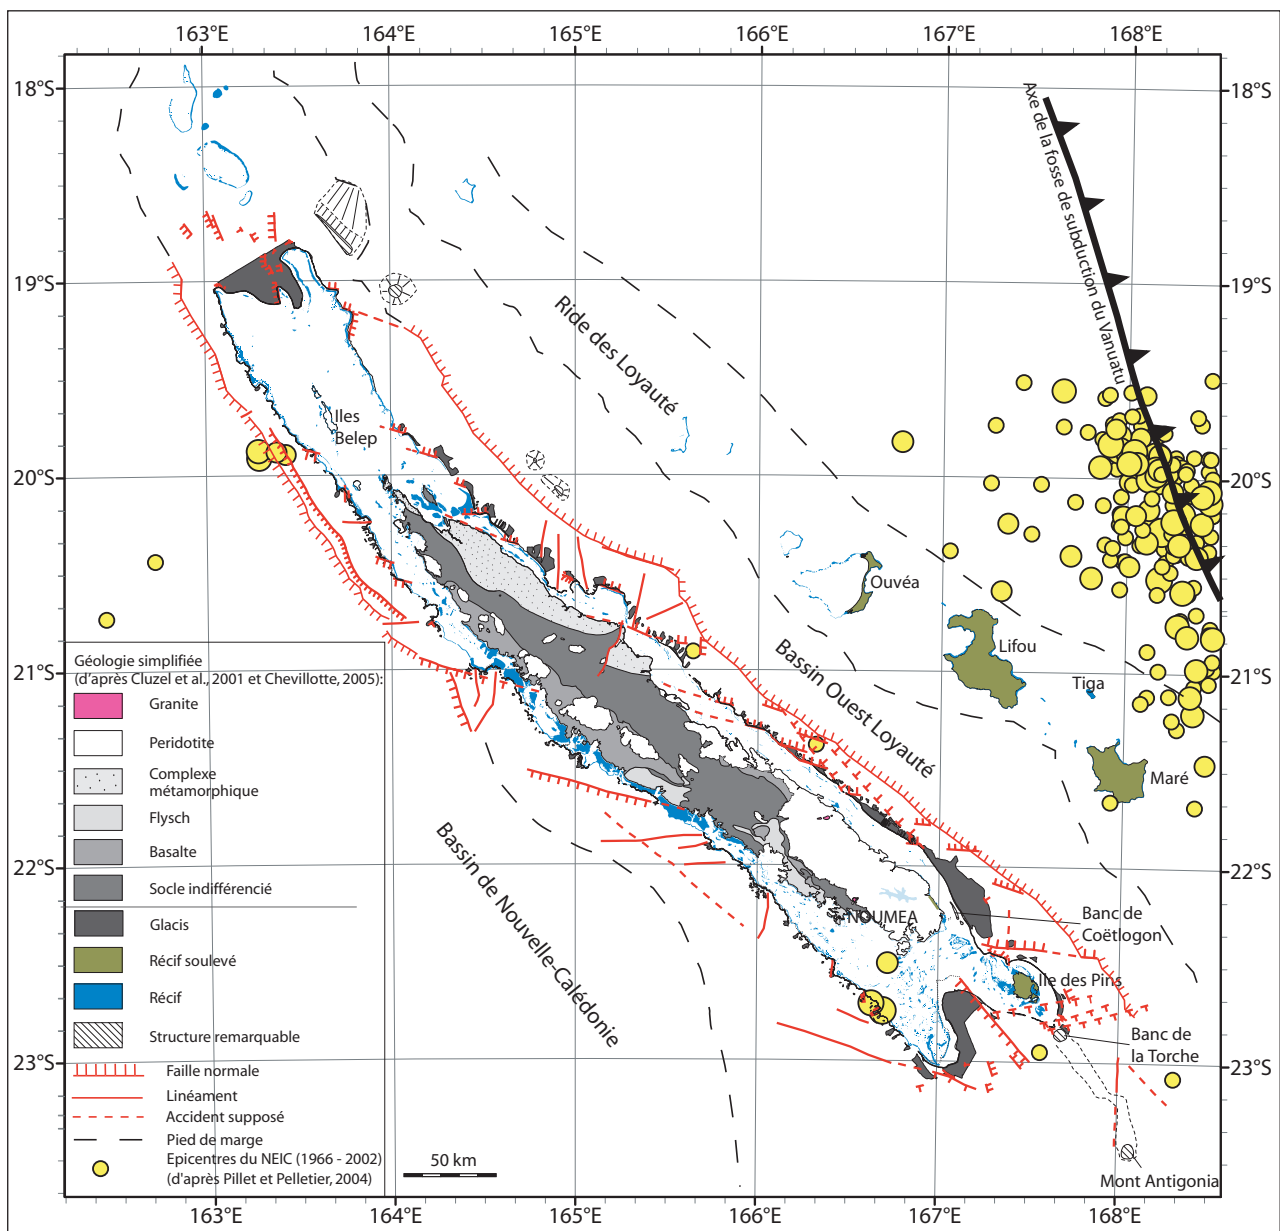 163°E 164°E 165°E 166°E 167°E 168°E
18°S 18°S
Axe de la fosse de subduction du Vanuatu
19°S 19°S
Ride des Loyauté
Iles
Belep
20°S 20°S
Ouvéa
Lifou
Tiga
Maré
Bassin Ouest Loyauté
21°S 21°S
Géologie simplifiée
(d'après Cluzel et al., 2001 et Chevillotte, 2005):
Granite
Peridotite
Complexe
métamorphique
Flysch
Basalte
Socle indifférencié
Glacis
Récif soulevé
Récif
Structure remarquable
Faille normale
Linéament
Accident supposé
Pied de marge
Epicentres du NEIC (1966 - 2002)
(d'après Pillet et Pelletier, 2004)
50 km
22°S 22°S
Bassin de Nouvelle-Calédonie
NOUMEA
Banc de
Coëtlogon
Ile des Pins
Banc de
la Torche
23°S 23°S
Mont Antigonia
163°E 164°E 165°E 166°E 167°E 168°E